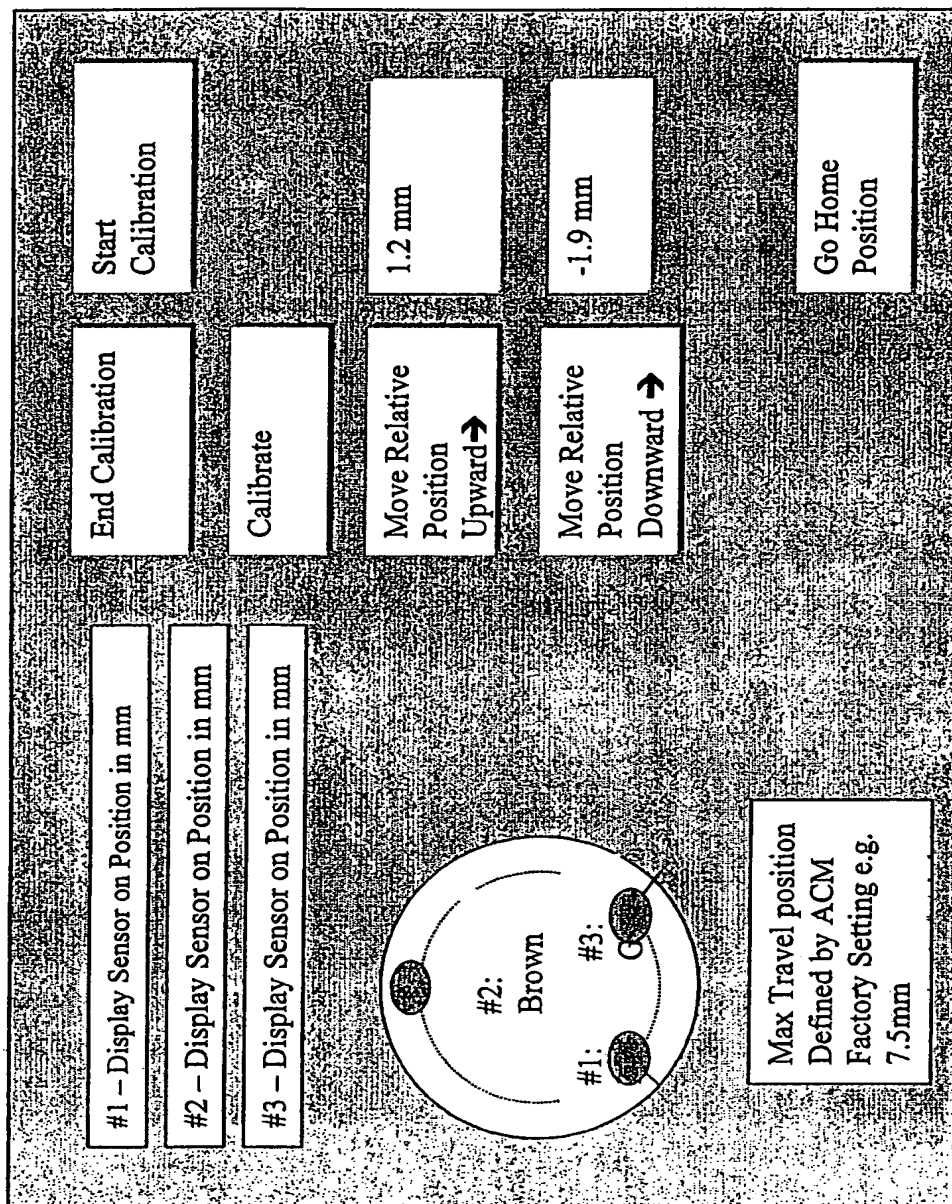 #1 – Display Sensor on Position in mm
#2 – Display Sensor on Position in mm
#3 – Display Sensor on Position in mm
End Calibration
Start
Calibration
Calibrate
Move Relative
Position
Upward→
1.2 mm
Move Relative
Position
Downward →
-1.9 mm
#2:
Brown
#1:
#3:
G
Max Travel position
Defined by ACM
Factory Setting e.g.
7.5mm
Go Home
Position